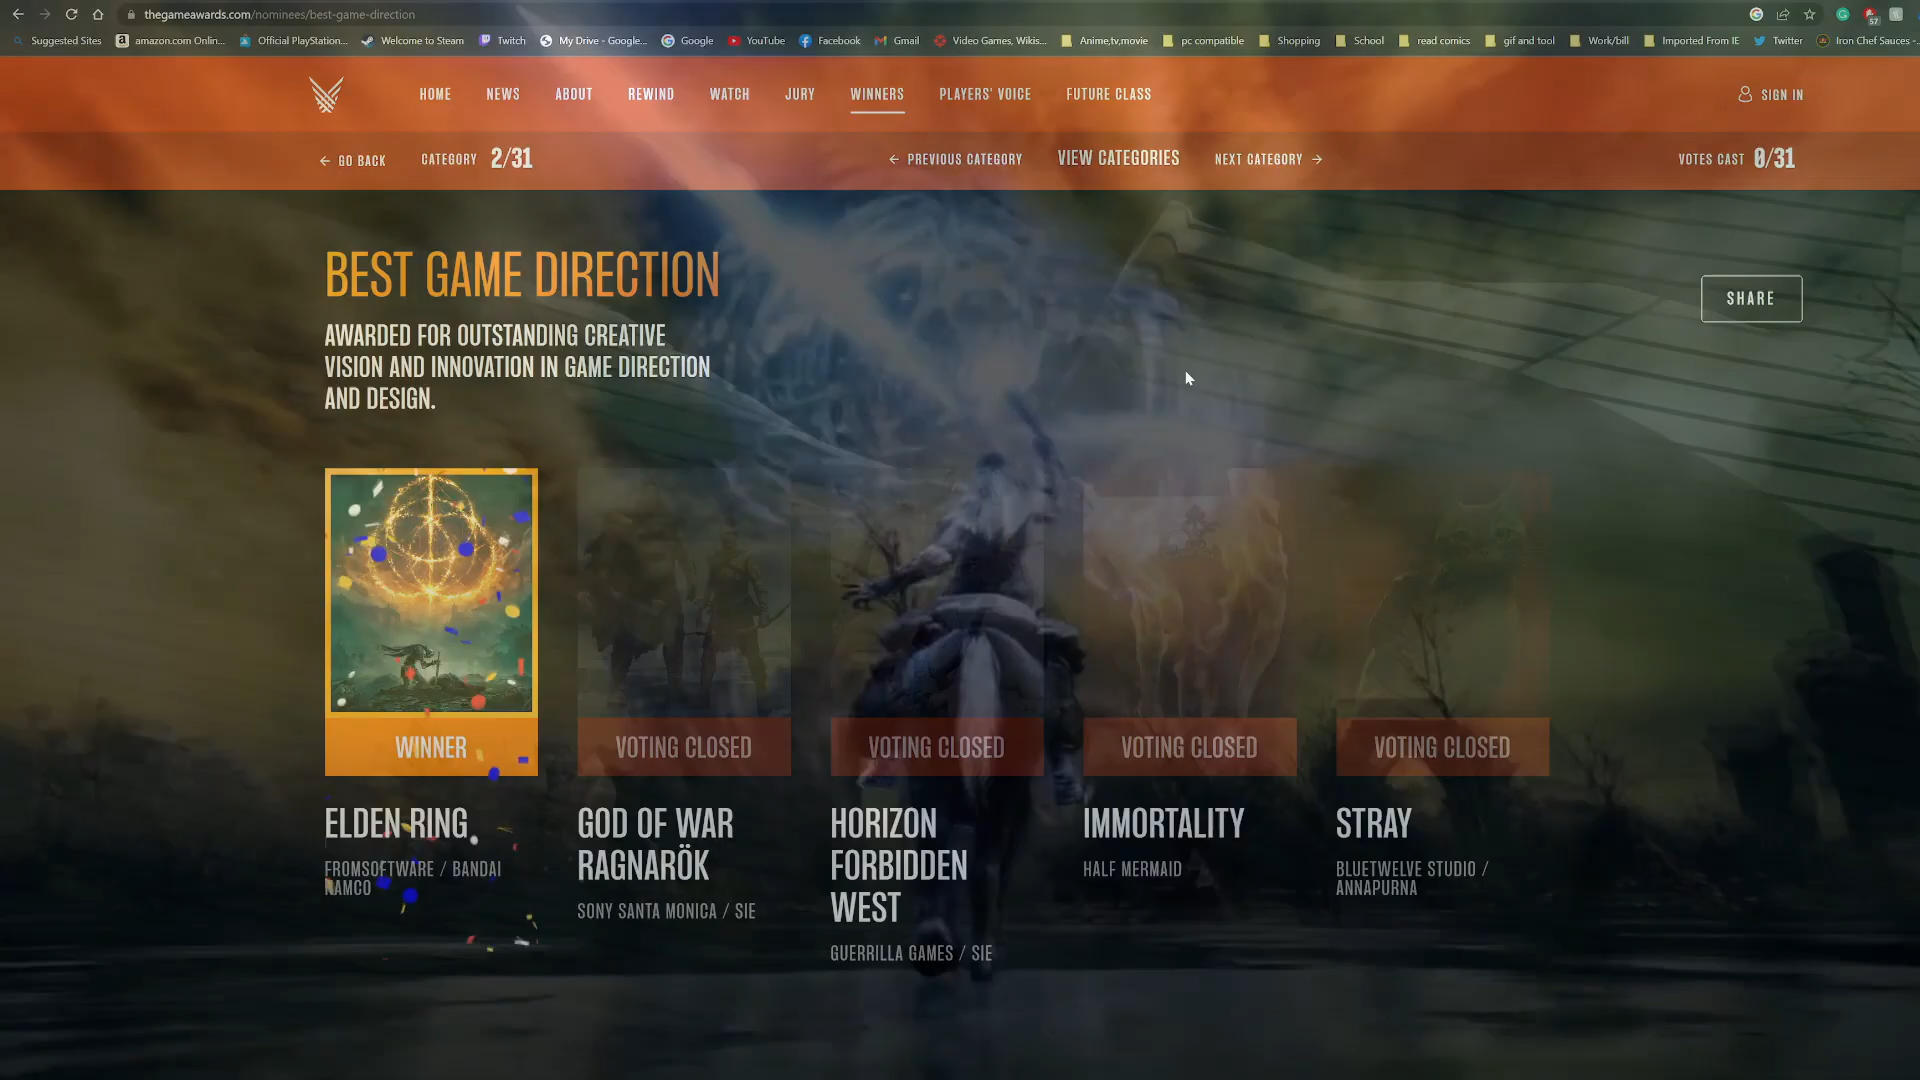 thegameawards.com/nominees/best-game-direction
Suggested Sites amazon.com Onlin... Official PlayStation... Welcome to Steam Twitch My Drive - Google... Google YouTube Facebook Gmail Video Games, Wikis... Anime,tv,movie pc compatible Shopping School read comics gif and tool Work/bill Imported From IE Twitter Iron Chef Sauces -...
57
HOME NEWS ABOUT REWIND WATCH JURY WINNERS PLAYERS' VOICE FUTURE CLASS SIGN IN
GO BACK CATEGORY 2/31 PREVIOUS CATEGORY VIEW CATEGORIES NEXT CATEGORY VOTES CAST 0/31
BEST GAME DIRECTION
AWARDED FOR OUTSTANDING CREATIVE
VISION AND INNOVATION IN GAME DIRECTION
AND DESIGN.
SHARE
WINNER
ELDEN RING
FROMSOFTWARE / BANDAI
NAMCO
VOTING CLOSED
GOD OF WAR
RAGNARÖK
SONY SANTA MONICA / SIE
VOTING CLOSED
HORIZON
FORBIDDEN
WEST
GUERRILLA GAMES / SIE
VOTING CLOSED
IMMORTALITY
HALF MERMAID
VOTING CLOSED
STRAY
BLUETWELVE STUDIO /
ANNAPURNA